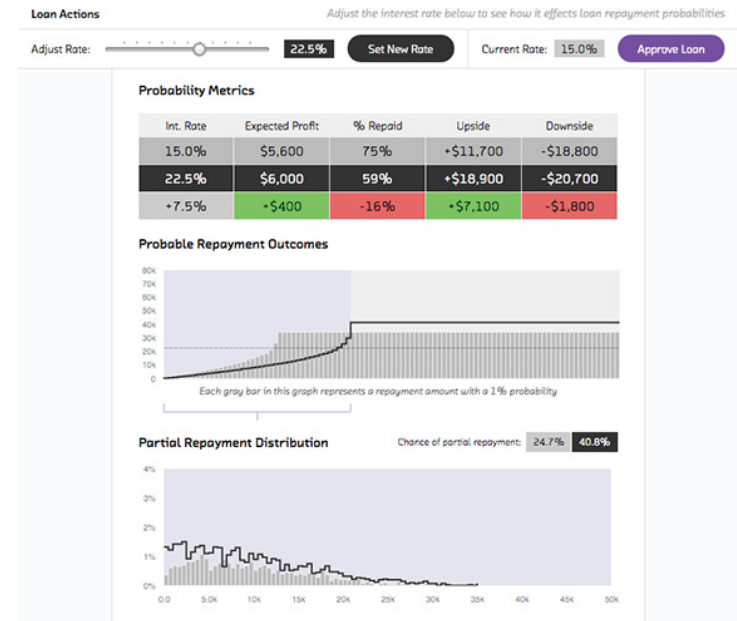 Loan Actions
Adjust the interest rate below to see how it effects loan repayment probabilities
Adjust Rate: 22.5% Set New Rate Current Rate: 15.0% Approve Loan
Probability Metrics
Int. Rate Expected Profit % Repaid Upside Downside
15.0% $5,600 75% +$11,700 -$18,800
22.5% $6,000 59% +$18,900 -$20,700
+7.5% +$400 -16% +$7,100 -$1,800
Probable Repayment Outcomes
80k
70k
60k
50k
40k
30k
20k
10k
0
Each gray bar in this graph represents a repayment amount with a 1% probability
Partial Repayment Distribution Chance of partial repayment: 24.7% 40.8%
4%
3%
2%
1%
0%
0.0 5.0k 10k 15k 20k 25k 30k 35k 40k 45k 50k